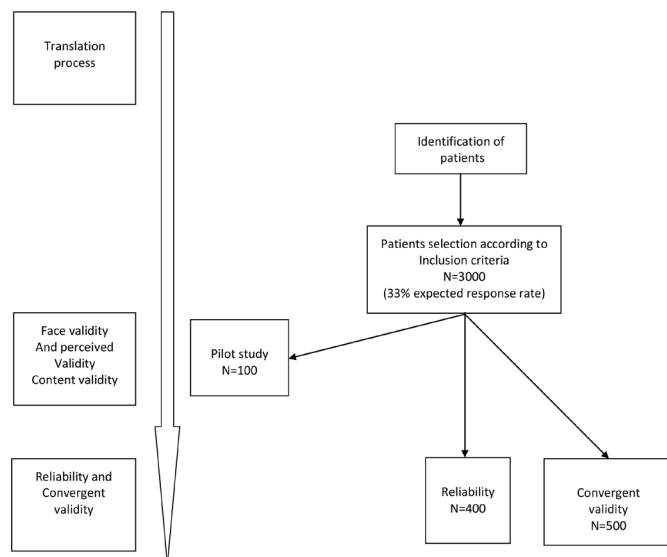 Translation
process
Identification of
patients
Patients selection according to
Inclusion criteria
N=3000
(33% expected response rate)
Face validity
And perceived
Validity
Content validity
Pilot study
N=100
Reliability and
Convergent
validity
Reliability
N=400
Convergent
validity
N=500